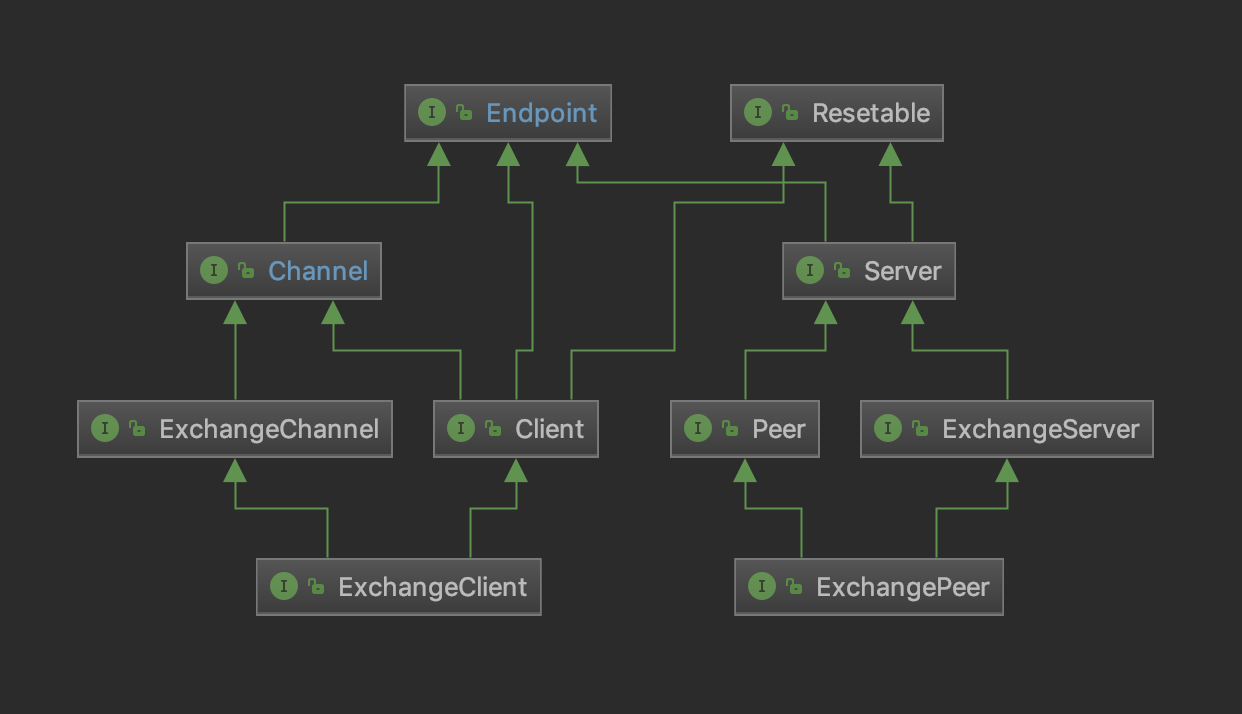 I Endpoint
I Resetable
I Channel
I Server
I ExchangeChannel
I Client
I Peer
I ExchangeServer
I ExchangeClient
I ExchangePeer